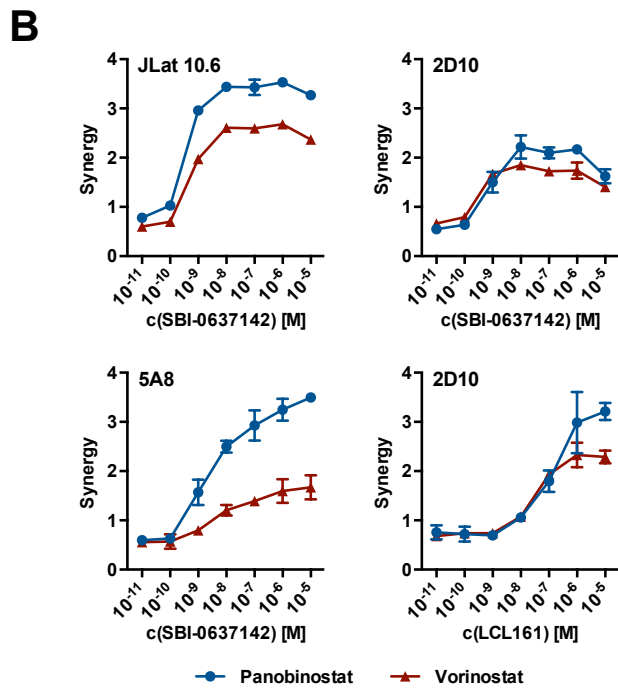 B
JLat 10.6
Synergy
4
3
2
1
0
10⁻¹¹ 10⁻¹⁰ 10⁻⁹ 10⁻⁸ 10⁻⁷ 10⁻⁶ 10⁻⁵
c(SBI-0637142) [M]
2D10
Synergy
4
3
2
1
0
10⁻¹¹ 10⁻¹⁰ 10⁻⁹ 10⁻⁸ 10⁻⁷ 10⁻⁶ 10⁻⁵
c(SBI-0637142) [M]
5A8
Synergy
4
3
2
1
0
10⁻¹¹ 10⁻¹⁰ 10⁻⁹ 10⁻⁸ 10⁻⁷ 10⁻⁶ 10⁻⁵
c(SBI-0637142) [M]
2D10
Synergy
4
3
2
1
0
10⁻¹¹ 10⁻¹⁰ 10⁻⁹ 10⁻⁸ 10⁻⁷ 10⁻⁶ 10⁻⁵
c(LCL161) [M]
Panobinostat Vorinostat